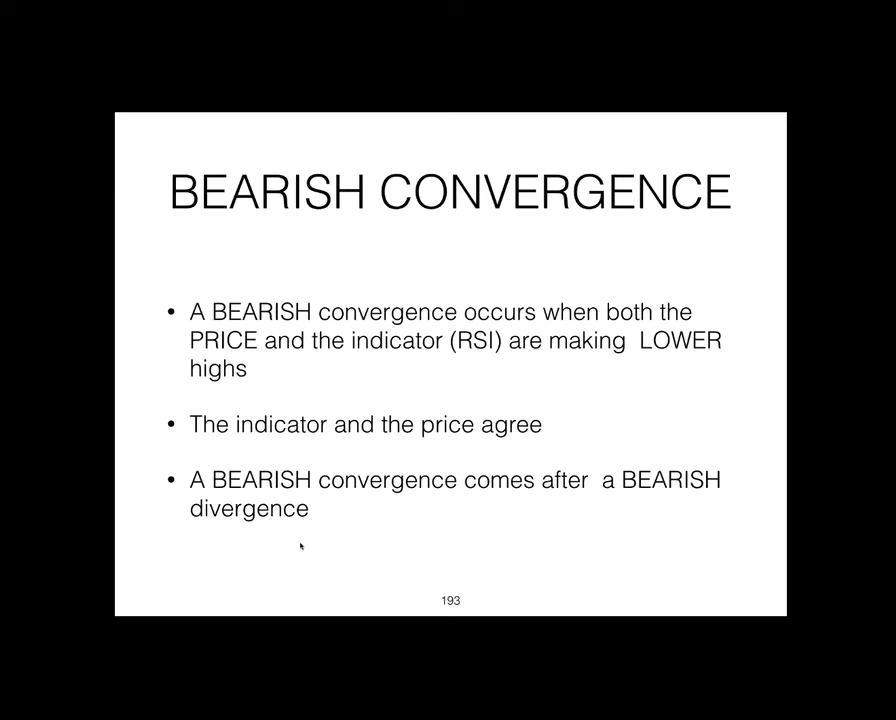 BEARISH CONVERGENCE
• A BEARISH convergence occurs when both the
PRICE and the indicator (RSI) are making  LOWER
highs
• The indicator and the price agree
• A BEARISH convergence comes after  a BEARISH
divergence
193